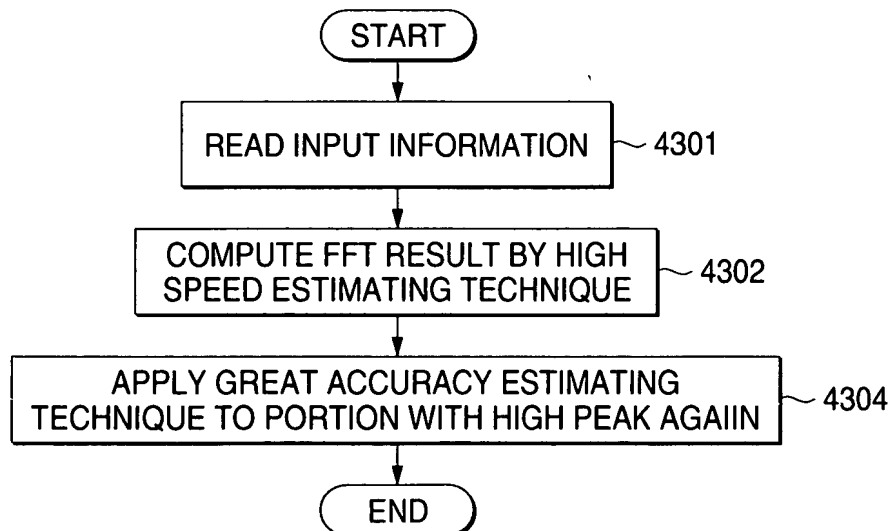 START
READ INPUT INFORMATION
4301
COMPUTE FFT RESULT BY HIGH
SPEED ESTIMATING TECHNIQUE
4302
APPLY GREAT ACCURACY ESTIMATING
TECHNIQUE TO PORTION WITH HIGH PEAK AGAIIN
4304
END